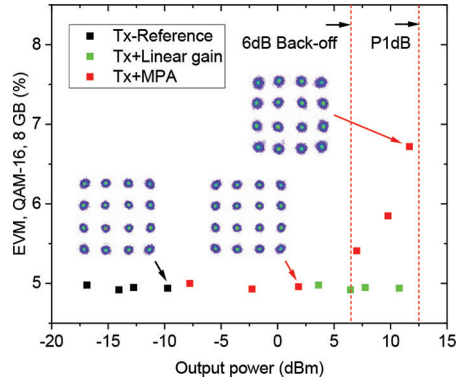 EVM, QAM-16, 8 GB (%)
8
7
6
5
Tx-Reference
Tx+Linear gain
Tx+MPA
6dB Back-off
P1dB
-20 -15 -10 -5 0 5 10 15
Output power (dBm)